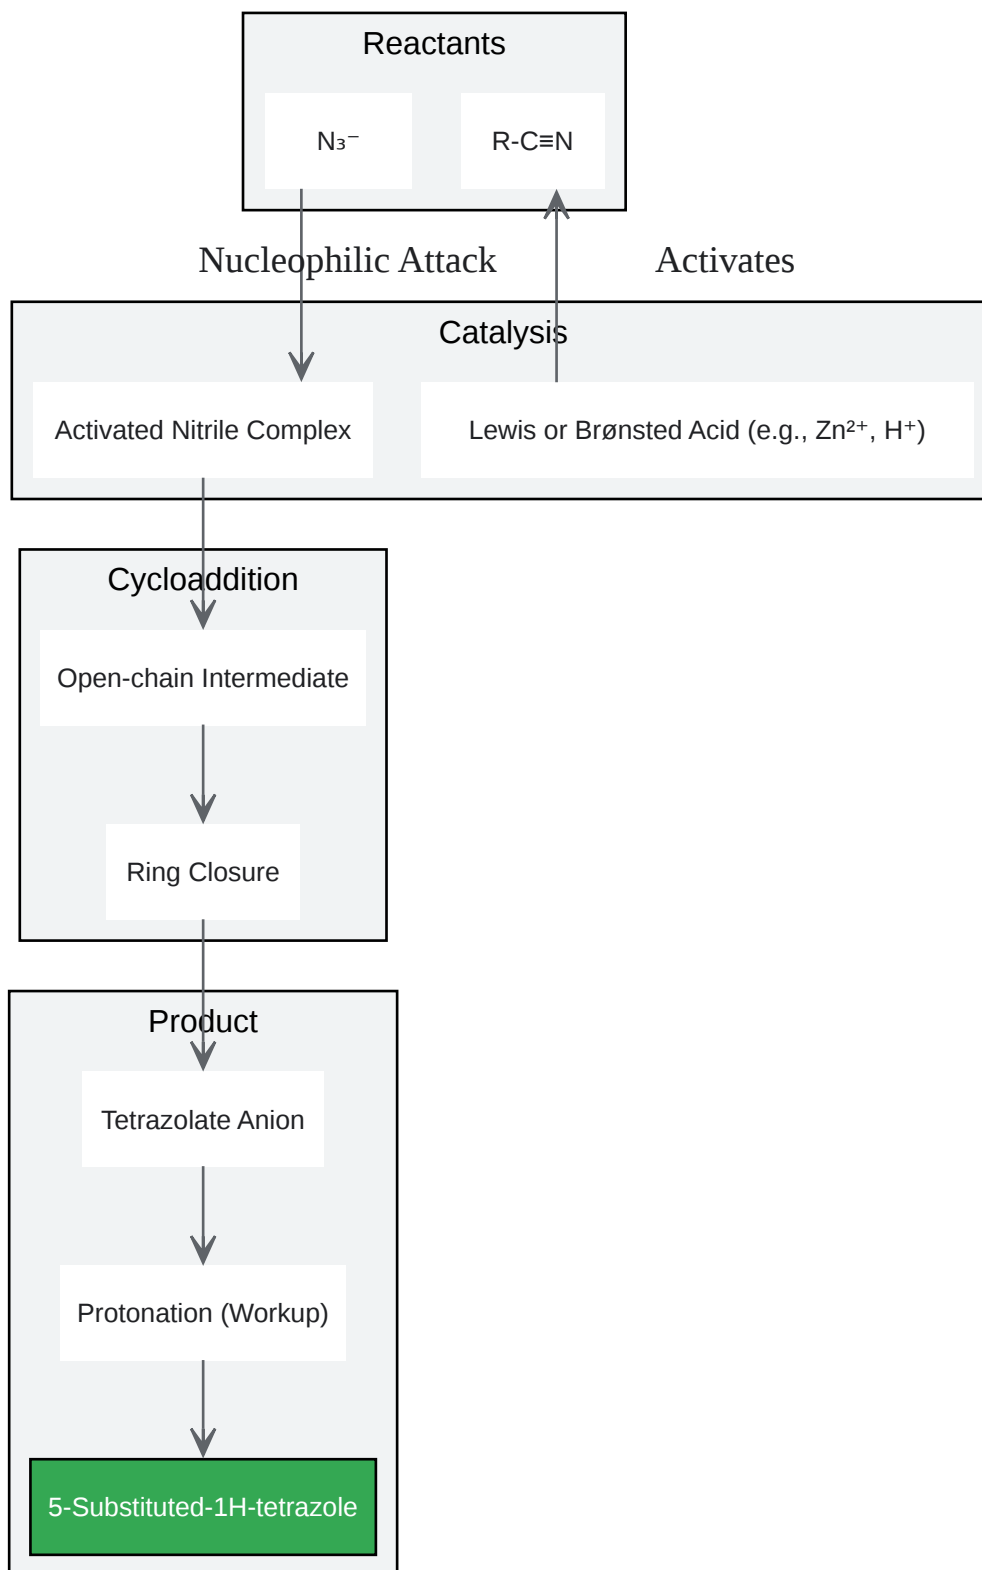 Reactants
N₃⁻
R-C≡N
Nucleophilic Attack
Activates
Catalysis
Activated Nitrile Complex
Lewis or Brønsted Acid (e.g., Zn²⁺, H⁺)
Cycloaddition
Open-chain Intermediate
Ring Closure
Product
Tetrazolate Anion
Protonation (Workup)
5-Substituted-1H-tetrazole